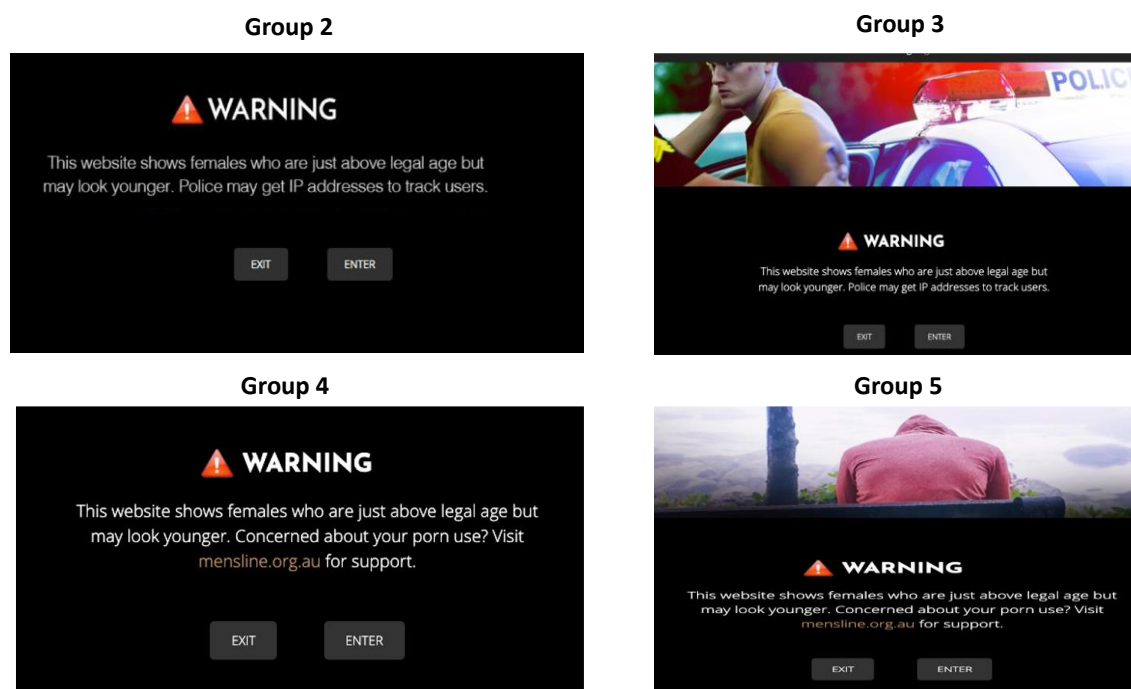 Group 2
WARNING
This website shows females who are just above legal age but
may look younger. Police may get IP addresses to track users.
EXIT ENTER
Group 3
POLIC
WARNING
This website shows females who are just above legal age but
may look younger. Police may get IP addresses to track users.
EXIT ENTER
Group 4
WARNING
This website shows females who are just above legal age but
may look younger. Concerned about your porn use? Visit
mensline.org.au for support.
EXIT ENTER
Group 5
WARNING
This website shows females who are just above legal age but
may look younger. Concerned about your porn use? Visit
mensline.org.au for support.
EXIT ENTER